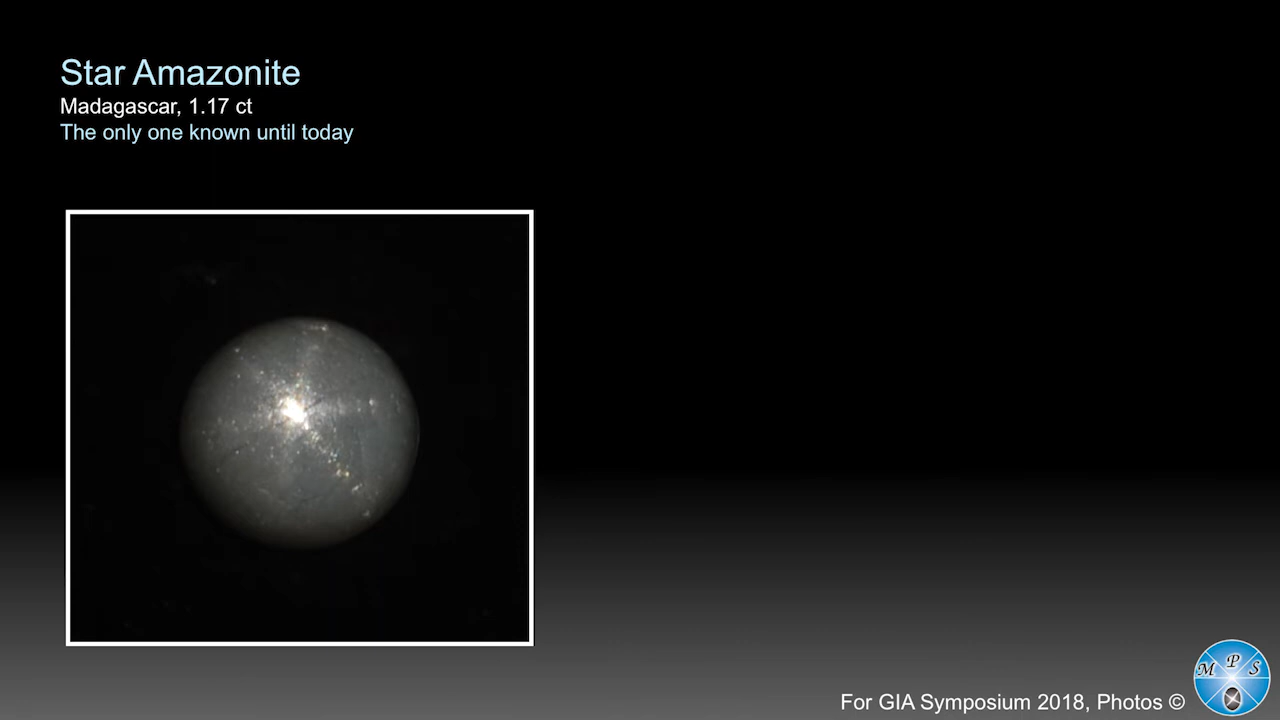 Star Amazonite
Madagascar, 1.17 ct
The only one known until today
For GIA Symposium 2018, Photos ©
M P S